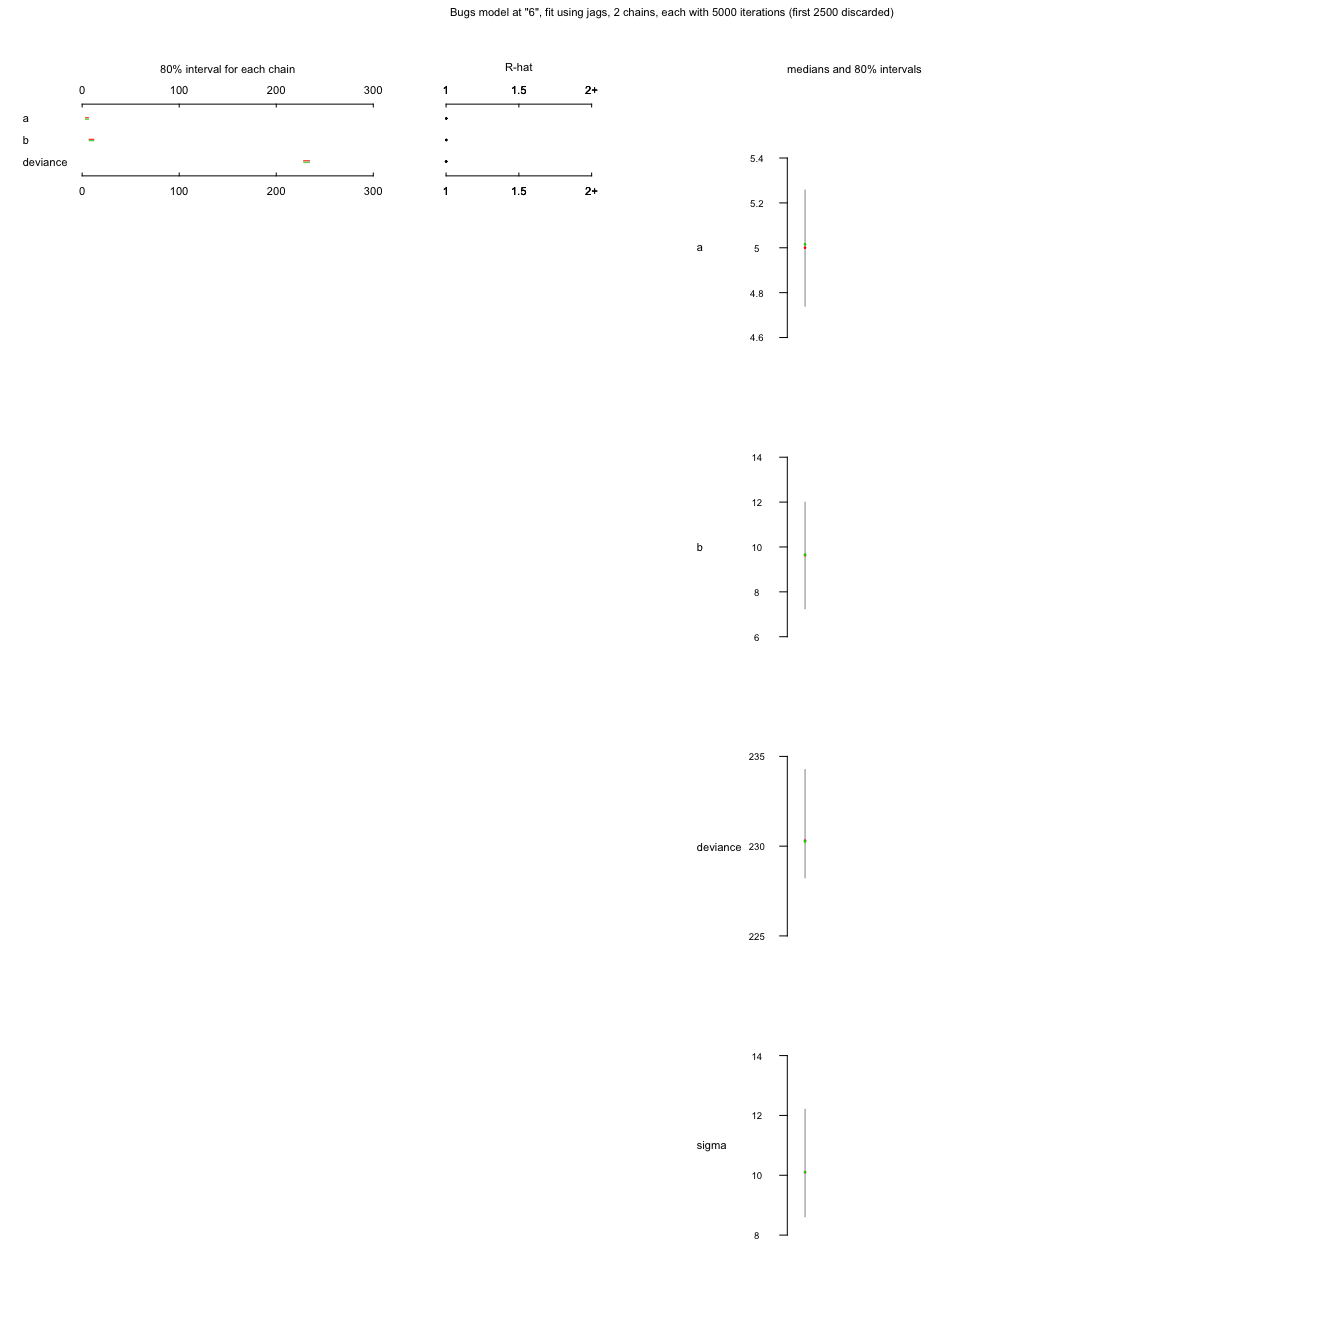 Bugs model at "6", fit using jags, 2 chains, each with 5000 iterations (first 2500 discarded)
80% interval for each chain
0 100 200 300
a
b
deviance
0 100 200 300
R-hat
1 1.5 2+
1 1.5 2+
medians and 80% intervals
a
5.4
5.2
5
4.8
4.6
b
14
12
10
8
6
deviance
235
230
225
sigma
14
12
10
8